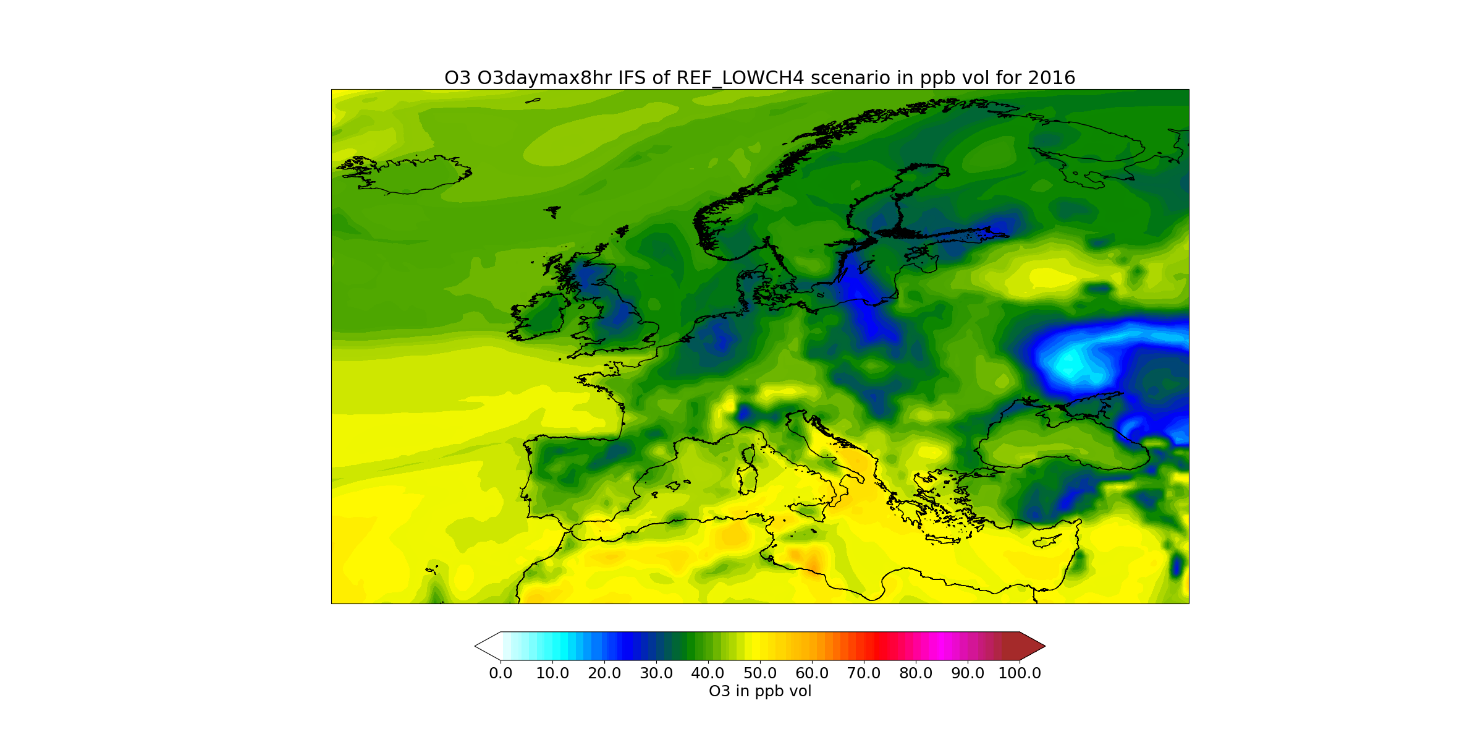 O3 O3daymax8hr IFS of REF_LOWCH4 scenario in ppb vol for 2016
0.0 10.0 20.0 30.0 40.0 50.0 60.0 70.0 80.0 90.0 100.0
O3 in ppb vol